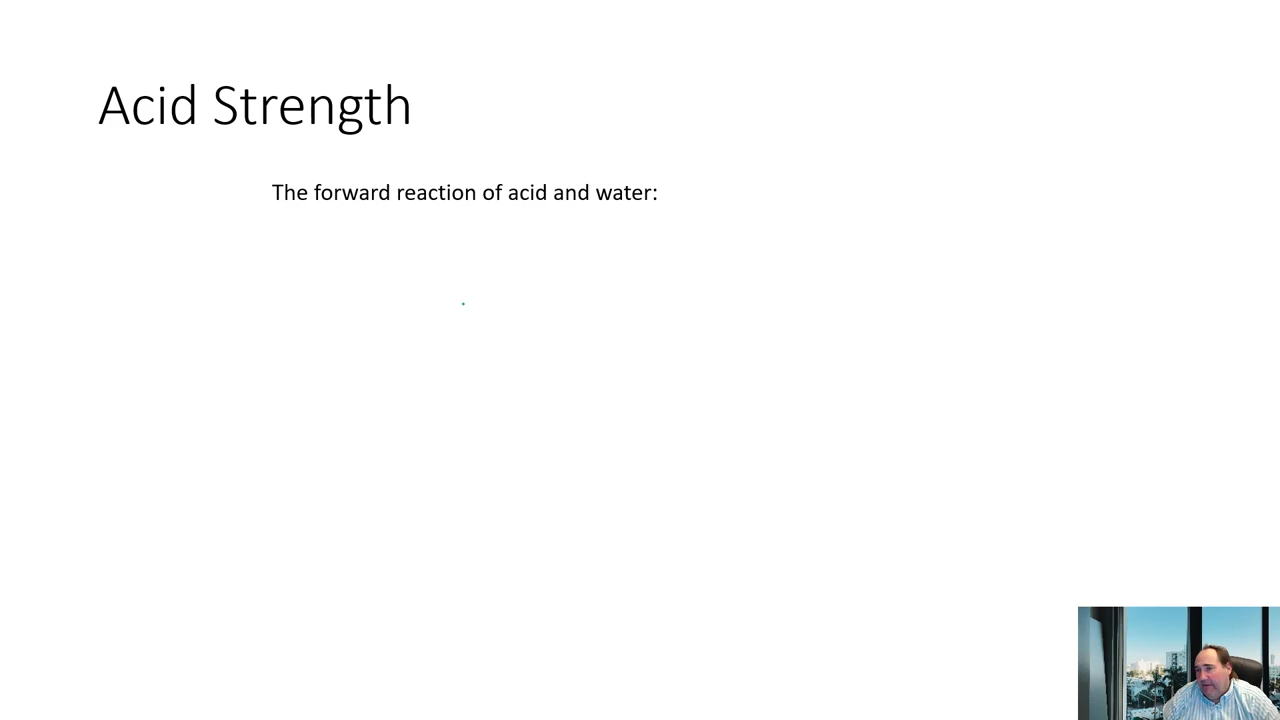 Acid Strength
The forward reaction of acid and water: